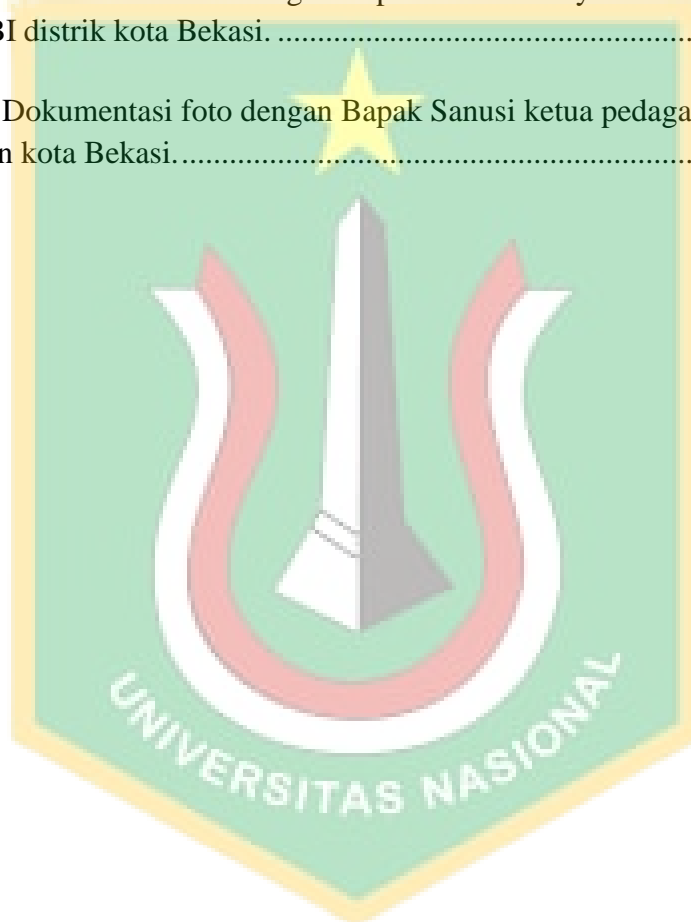 BI distrik kota Bekasi. ....................................................
Dokumentasi foto dengan Bapak Sanusi ketua pedaga
n kota Bekasi. ................................................................
UNIVERSITAS NASIONAL